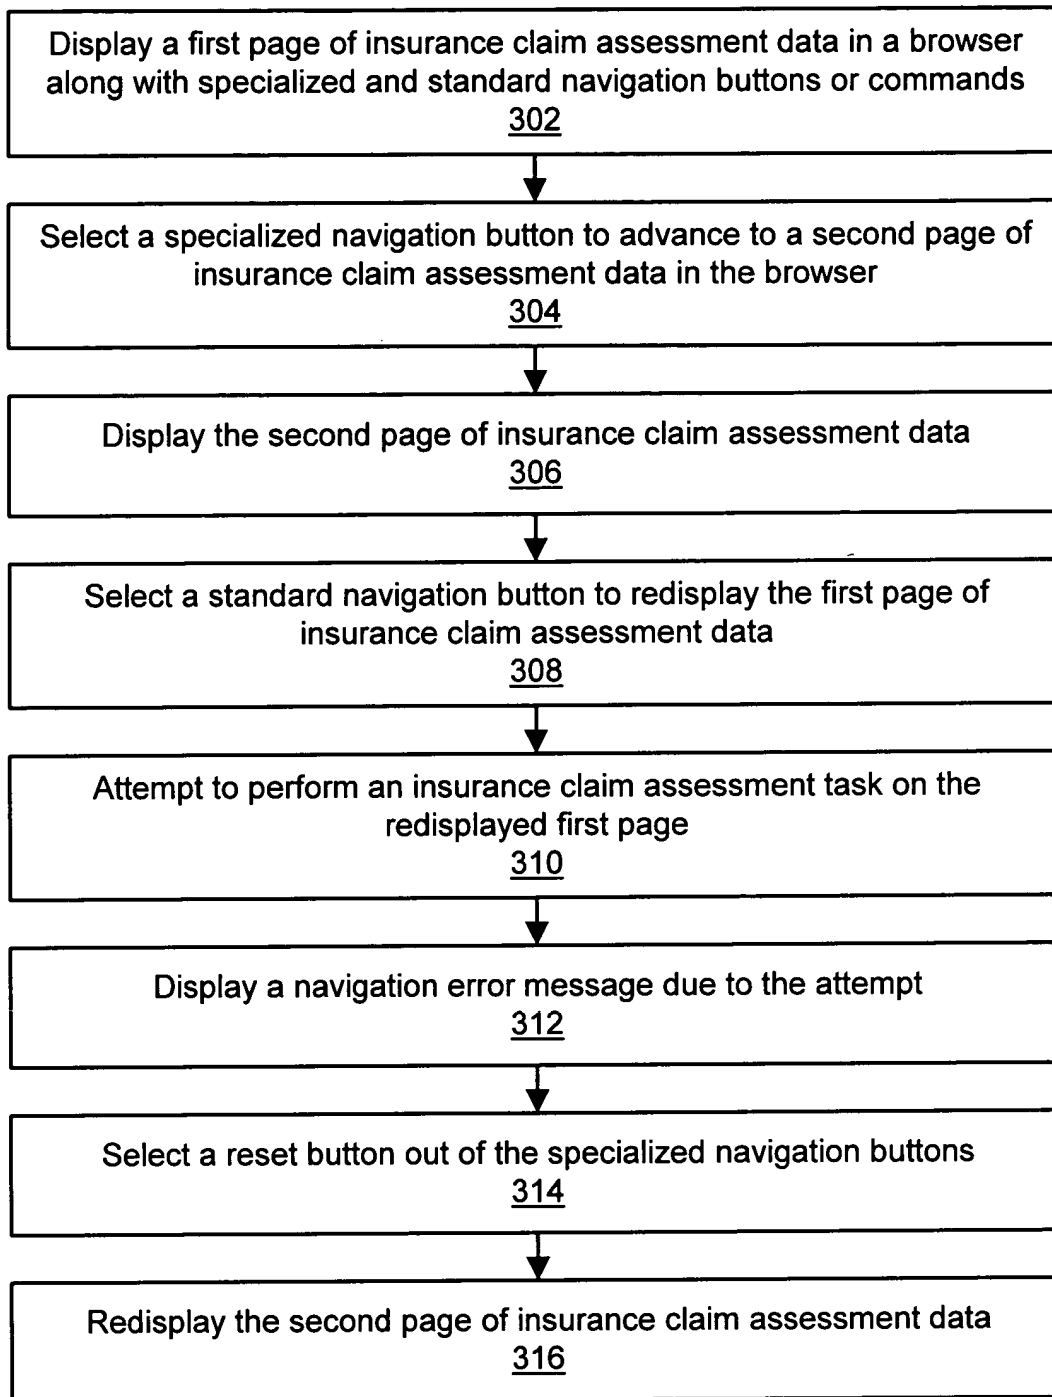 Display a first page of insurance claim assessment data in a browser
along with specialized and standard navigation buttons or commands
302
Select a specialized navigation button to advance to a second page of
insurance claim assessment data in the browser
304
Display the second page of insurance claim assessment data
306
Select a standard navigation button to redisplay the first page of
insurance claim assessment data
308
Attempt to perform an insurance claim assessment task on the
redisplayed first page
310
Display a navigation error message due to the attempt
312
Select a reset button out of the specialized navigation buttons
314
Redisplay the second page of insurance claim assessment data
316